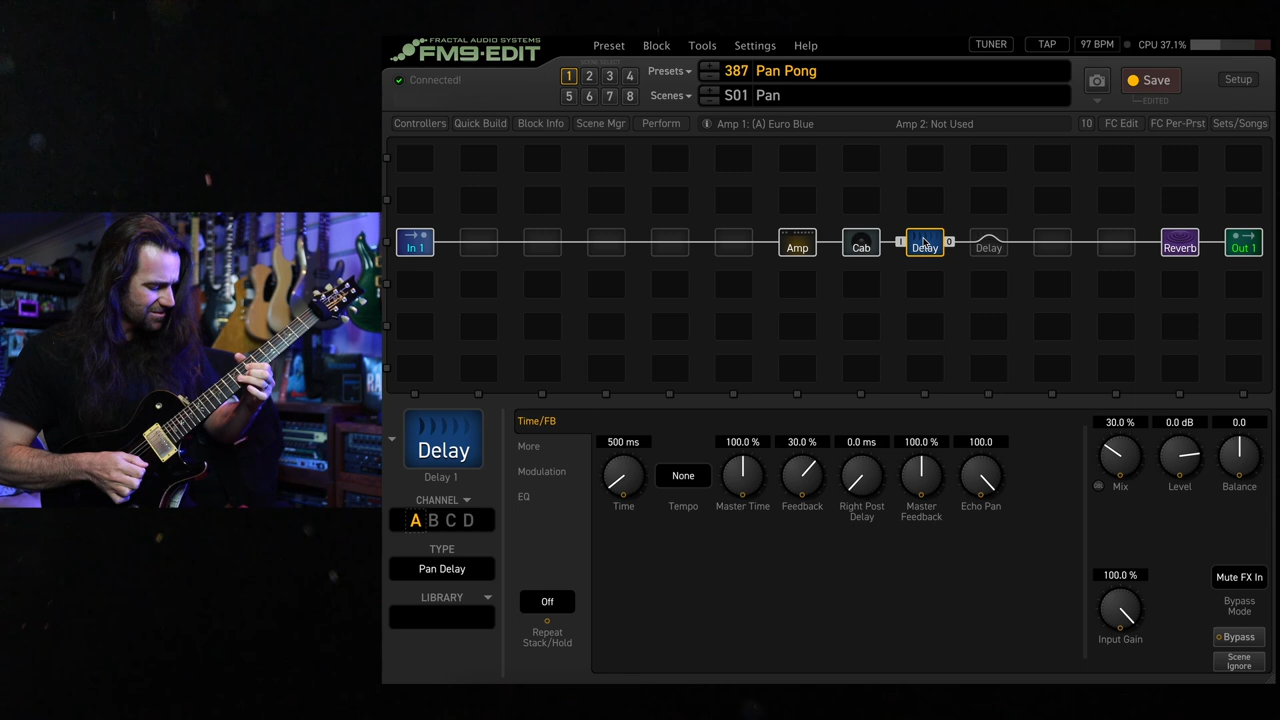 FRACTAL AUDIO SYSTEMS
FM9-EDIT
Preset Block Tools Settings Help
TUNER TAP 97 BPM CPU 37.1%
Connected!
SCENE SELECT
1 2 3 4
5 6 7 8
Presets 387 Pan Pong
Scenes S01 Pan
Save
EDITED
Setup
Controllers Quick Build Block Info Scene Mgr Perform
Amp 1: (A) Euro Blue Amp 2: Not Used
10 FC Edit FC Per-Prst Sets/Songs
In 1 Amp Cab I Delay O Delay Reverb Out 1
Delay
Delay 1
CHANNEL
A B C D
TYPE
Pan Delay
LIBRARY
Time/FB
More
Modulation
EQ
Off
Repeat
Stack/Hold
500 ms 100.0 % 30.0 % 0.0 ms 100.0 % 100.0
None
Time Tempo Master Time Feedback Right Post Delay Master Feedback Echo Pan
30.0 % 0.0 dB 0.0
Mix Level Balance
100.0 %
Input Gain
Mute FX In
Bypass
Mode
Bypass
Scene
Ignore